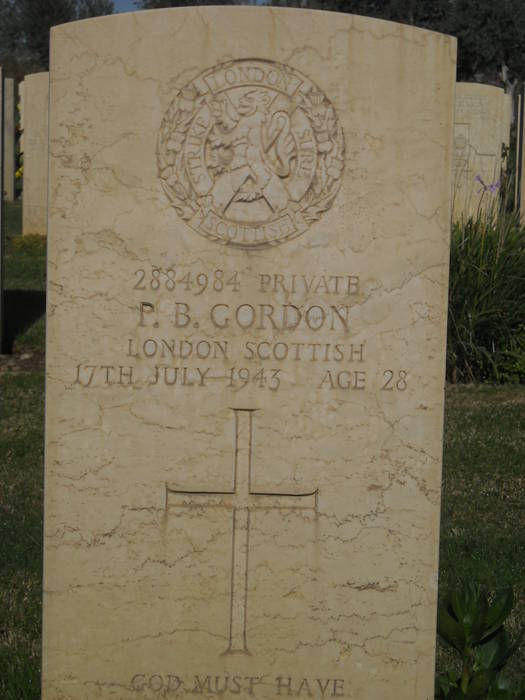 LONDON
STRIKE SURE
SCOTTISH
2884984 PRIVATE
P. B. GORDON
LONDON SCOTTISH
17TH JULY 1943 AGE 28
GOD MUST HAVE